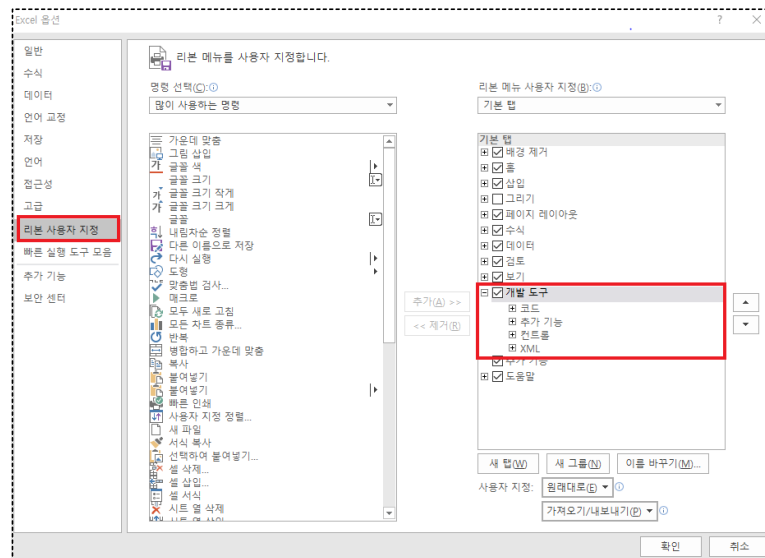 Excel 옵션
일반
수식
데이터
언어 교정
저장
언어
접근성
고급
리본 사용자 지정
빠른 실행 도구 모음
추가 기능
보안 센터
리본 메뉴를 사용자 지정합니다.
명령 선택(C):
많이 사용하는 명령
가운데 맞춤
그림 삽입
글꼴 색
글꼴 크기
글꼴 크기 작게
글꼴 크기 크게
글꼴
내림차순 정렬
다른 이름으로 저장
다시 실행
도형
맞춤법 검사...
매크로
모두 새로 고침
모든 차트 종류...
반복
병합하고 가운데 맞춤
복사
붙여넣기
붙여넣기
빠른 인쇄
사용자 지정 정렬...
새 파일
서식 복사
선택하여 붙여넣기...
셀 삭제...
셀 삽입...
셀 서식
시트 열 삭제
시트 열 삽입
추가(A) >>
<< 제거(R)
리본 메뉴 사용자 지정(B):
기본 탭
기본 탭
배경 제거
홈
삽입
그리기
페이지 레이아웃
수식
데이터
검토
보기
개발 도구
코드
추가 기능
컨트롤
XML
추가 기능
도움말
새 탭(W)
새 그룹(N)
이름 바꾸기(M)...
사용자 지정:
원래대로(E)
가져오기/내보내기(P)
확인
취소